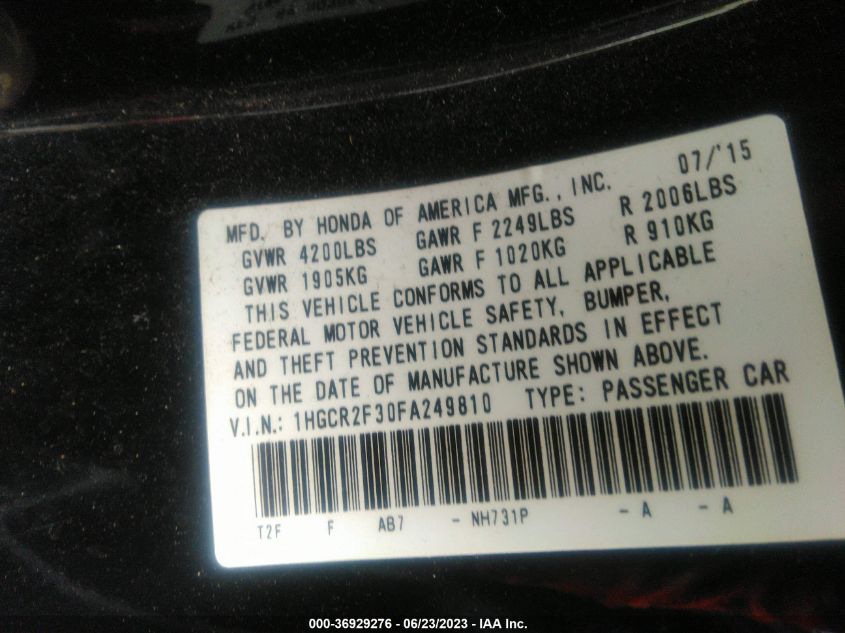 MFD. BY HONDA OF AMERICA MFG., INC. 07/'15
GVWR 4200LBS GAWR F 2249LBS R 2006LBS
GVWR 1905KG GAWR F 1020KG R 910KG
THIS VEHICLE CONFORMS TO ALL APPLICABLE
FEDERAL MOTOR VEHICLE SAFETY, BUMPER,
AND THEFT PREVENTION STANDARDS IN EFFECT
ON THE DATE OF MANUFACTURE SHOWN ABOVE.
V.I.N.: 1HGCR2F30FA249810 TYPE: PASSENGER CAR
T2F F AB7 - NH731P - A - A
000-36929276 - 06/23/2023 - IAA Inc.